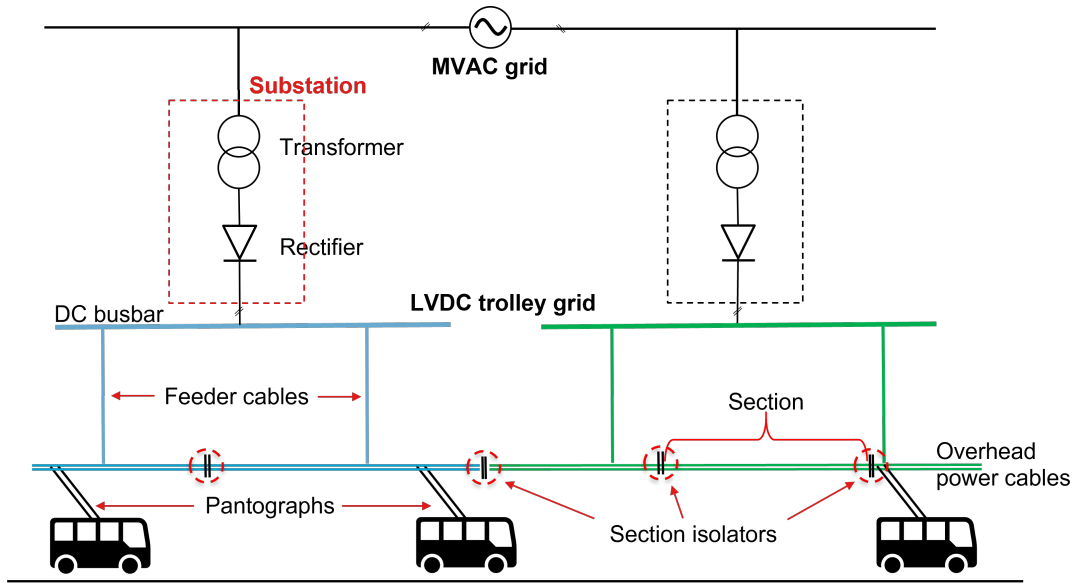 MVAC grid
Substation
Transformer
Rectifier
LVDC trolley grid
DC busbar
Feeder cables
Section
Overhead
power cables
Pantographs
Section isolators